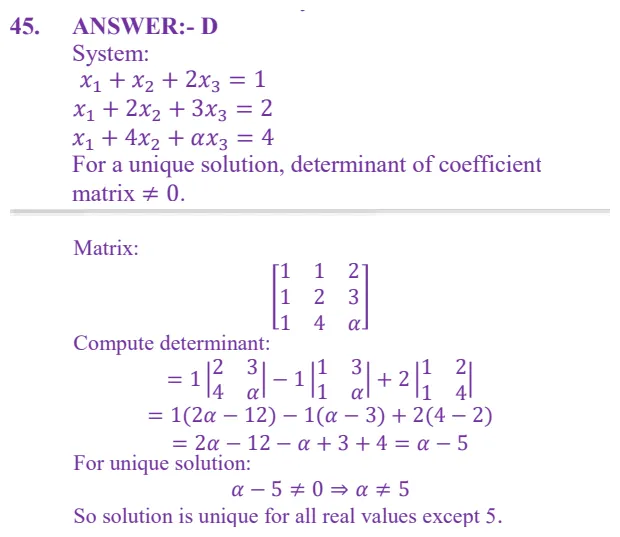 45. ANSWER:- D
System:
x₁ + x₂ + 2x₃ = 1
x₁ + 2x₂ + 3x₃ = 2
x₁ + 4x₂ + αx₃ = 4
For a unique solution, determinant of coefficient
matrix ≠ 0.
Matrix:
[1 1 2]
[1 2 3]
[1 4 α]
Compute determinant:
= 1|2 3; 4 α| − 1|1 3; 1 α| + 2|1 2; 1 4|
= 1(2α − 12) − 1(α − 3) + 2(4 − 2)
= 2α − 12 − α + 3 + 4 = α − 5
For unique solution:
α − 5 ≠ 0 ⇒ α ≠ 5
So solution is unique for all real values except 5.